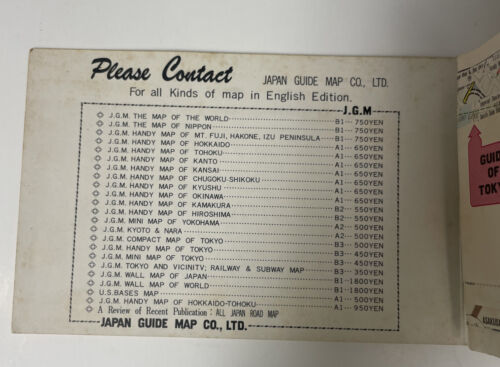 Please Contact JAPAN GUIDE MAP CO., LTD.
For all Kinds of map in English Edition.
J.G.M
J.G.M. THE MAP OF THE WORLD B1 750YEN
J.G.M. THE MAP OF NIPPON B1 750YEN
J.G.M. HANDY MAP OF MT. FUJI, HAKONE, IZU PENINSULA B1 750YEN
J.G.M. HANDY MAP OF HOKKAIDO A1 650YEN
J.G.M. HANDY MAP OF TOHOKU A1 650YEN
J.G.M. HANDY MAP OF KANTO A1 650YEN
J.G.M. HANDY MAP OF KANSAI A1 650YEN
J.G.M. HANDY MAP OF CHUGOKU-SHIKOKU A1 650YEN
J.G.M. HANDY MAP OF KYUSHU A1 650YEN
J.G.M. HANDY MAP OF OKINAWA A1 650YEN
J.G.M. HANDY MAP OF KAMAKURA B2 550YEN
J.G.M. HANDY MAP OF HIROSHIMA B2 500YEN
J.G.M. MINI MAP OF YOKOHAMA A2 500YEN
J.G.M. KYOTO & NARA A2 500YEN
J.G.M. COMPACT MAP OF TOKYO B3 500YEN
J.G.M. HANDY MAP OF TOKYO B3 450YEN
J.G.M. MINI MAP OF TOKYO B3 450YEN
J.G.M. TOKYO AND VICINITY; RAILWAY & SUBWAY MAP B3 350YEN
J.G.M. WALL MAP OF JAPAN B1 1800YEN
J.G.M. WALL MAP OF WORLD B1 1800YEN
U.S.BASES MAP A1 500YEN
J.G.M. HANDY MAP OF HOKKAIDO-TOHOKU A1 950YEN
A Review of Recent Publication : ALL JAPAN ROAD MAP
JAPAN GUIDE MAP CO., LTD.
GUID
OF
TOKY
ASAKUSA